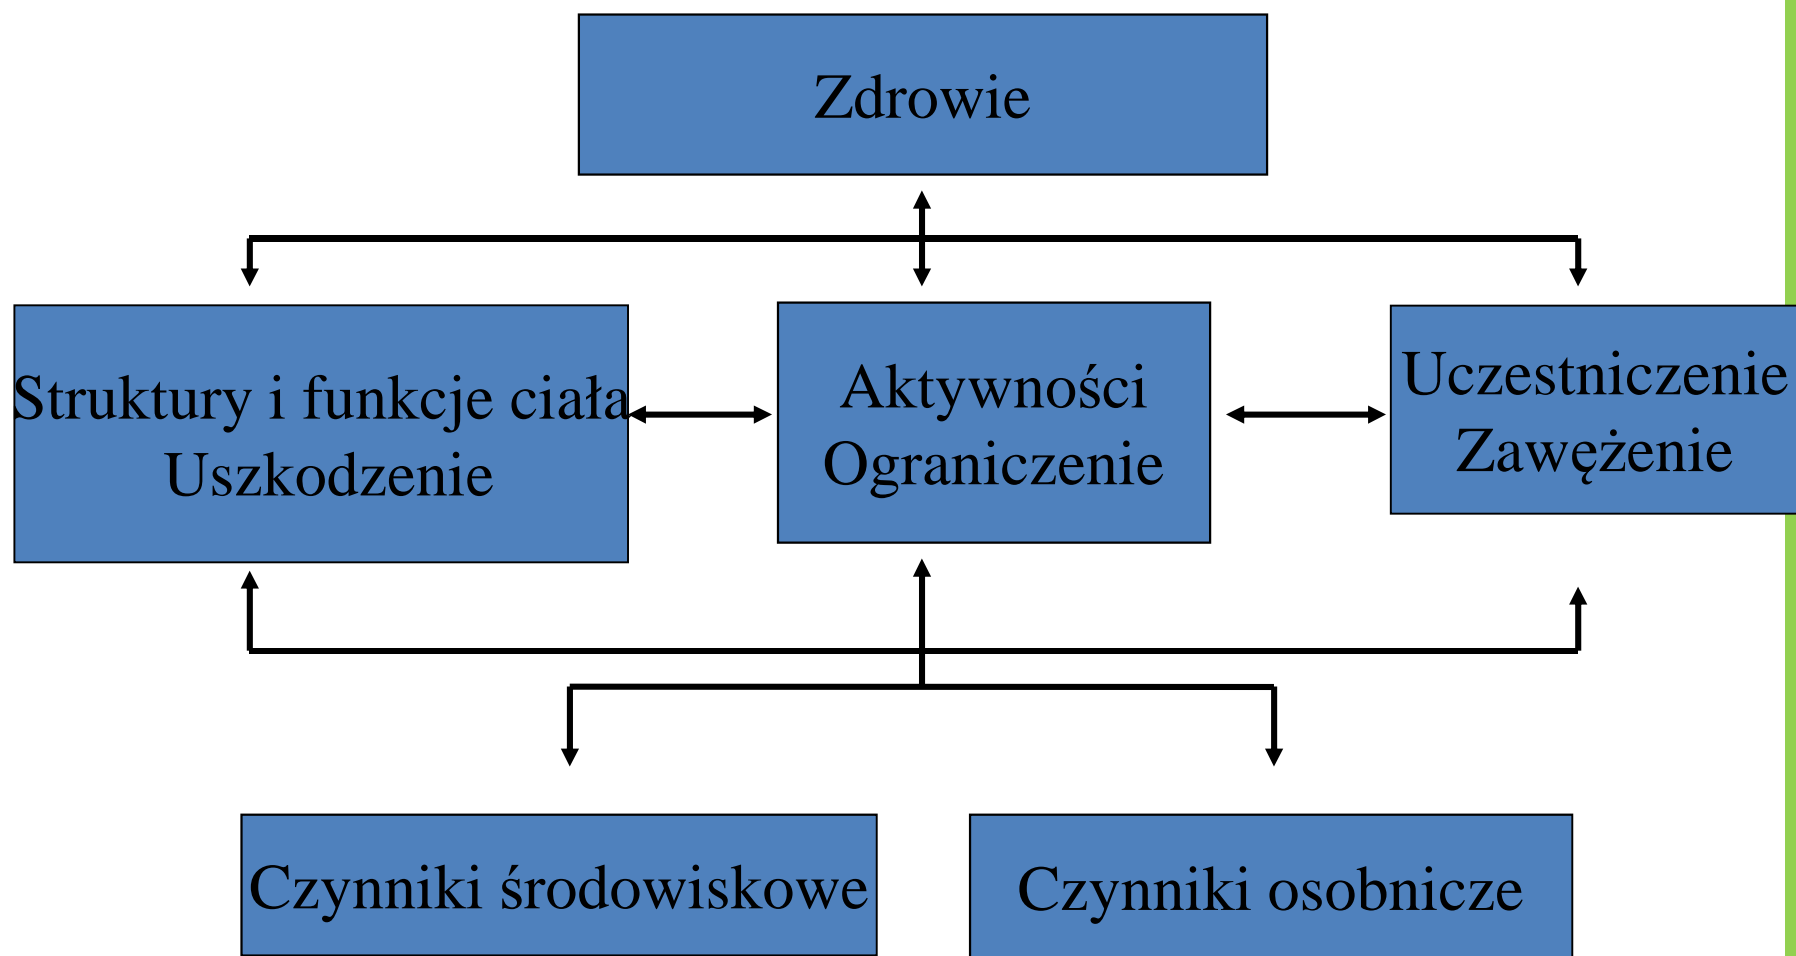 Zdrowie
Struktury i funkcje ciała
Uszkodzenie
Aktywności
Ograniczenie
Uczestniczenie
Zawężenie
Czynniki środowiskowe
Czynniki osobnicze